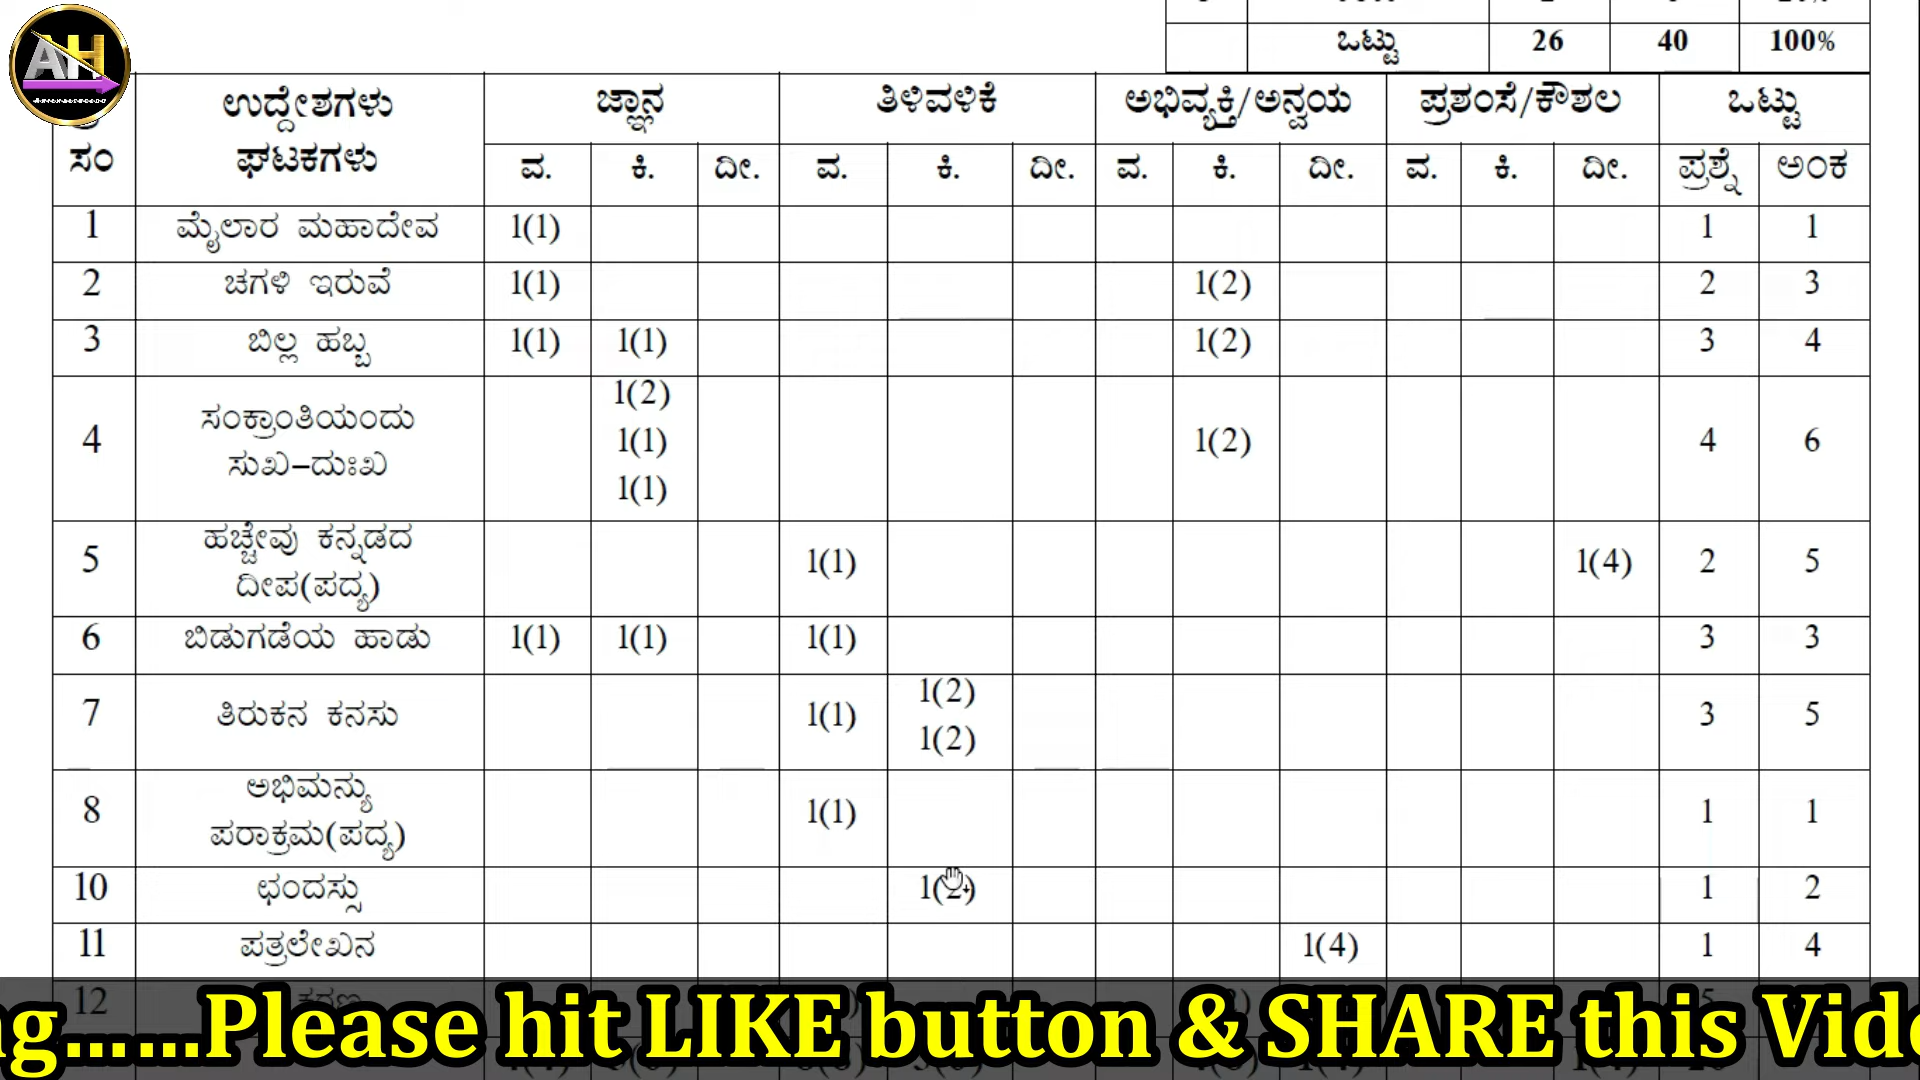 ಒಟ್ಟು 26 40 100%
AH
ಉದ್ದೇಶಗಳು ಜ್ಞಾನ ತಿಳಿವಳಿಕೆ ಅಭಿವ್ಯಕ್ತಿ/ಅನ್ವಯ ಪ್ರಶಂಸೆ/ಕೌಶಲ ಒಟ್ಟು
ಸಂ ಘಟಕಗಳು ವ. ಕಿ. ದೀ. ವ. ಕಿ. ದೀ. ವ. ಕಿ. ದೀ. ವ. ಕಿ. ದೀ. ಪ್ರಶ್ನೆ ಅಂಕ
1 ಮೈಲಾರ ಮಹಾದೇವ 1(1) 1 1
2 ಚಗಳಿ ಇರುವೆ 1(1) 1(2) 2 3
3 ಬಿಲ್ಲ ಹಬ್ಬ 1(1) 1(1) 1(2) 3 4
1(2)
4 ಸಂಕ್ರಾಂತಿಯಂದು 1(1) 1(2) 4 6
ಸುಖ–ದುಃಖ 1(1)
ಹಚ್ಚೇವು ಕನ್ನಡದ
5 1(1) 1(4) 2 5
ದೀಪ(ಪದ್ಯ)
6 ಬಿಡುಗಡೆಯ ಹಾಡು 1(1) 1(1) 1(1) 3 3
1(2)
7 ತಿರುಕನ ಕನಸು 1(1) 3 5
1(2)
ಅಭಿಮನ್ಯು
8 1(1) 1 1
ಪರಾಕ್ರಮ(ಪದ್ಯ)
10 ಛಂದಸ್ಸು 1(2) 1 2
11 ಪತ್ರಲೇಖನ 1(4) 1 4
12
ng......Please hit LIKE button & SHARE this Vide